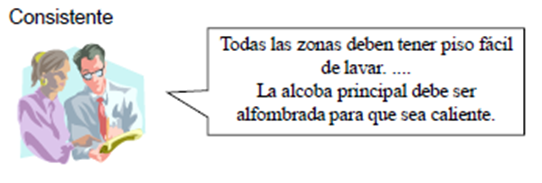 Consistente
Todas las zonas deben tener piso fácil
de lavar. ....
La alcoba principal debe ser
alfombrada para que sea caliente.